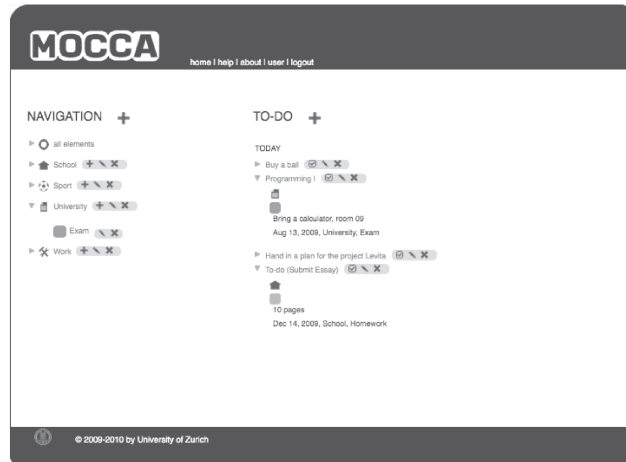 MOCCA
home | help | about | user | logout
NAVIGATION
all elements
School
Sport
University
Exam
Work
TO-DO
TODAY
Buy a ball
Programming I
Bring a calculator, room 09
Aug 13, 2009, University, Exam
Hand in a plan for the project Levita
To-do (Submit Essay)
10 pages
Dec 14, 2009, School, Homework
© 2009-2010 by University of Zurich